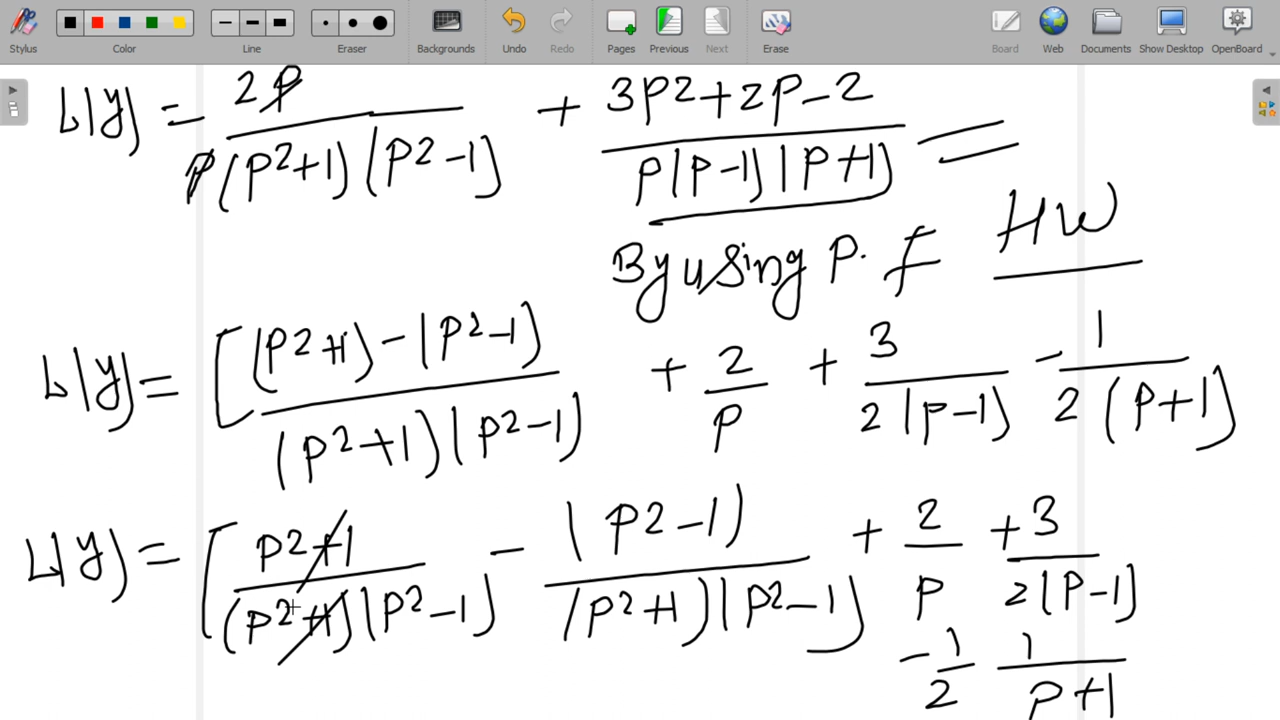 Stylus Color Line Eraser Backgrounds Undo Redo Pages Previous Next Erase Board Web Documents Show Desktop OpenBoard
L(y) = 2p / p(p2+1)(p2-1) + 3p2+2p-2 / p(p-1)(p+1) =
By using P. f HW
L(y) = [(p2+1)-(p2-1) / (p2+1)(p2-1) + 2/p + 3 / 2(p-1) - 1 / 2(p+1)
L(y) = [p2+1 / (p2+1)(p2-1) - (p2-1) / (p2+1)(p2-1)] + 2/p + 3 / 2(p-1)
- 1/2 1/p+1